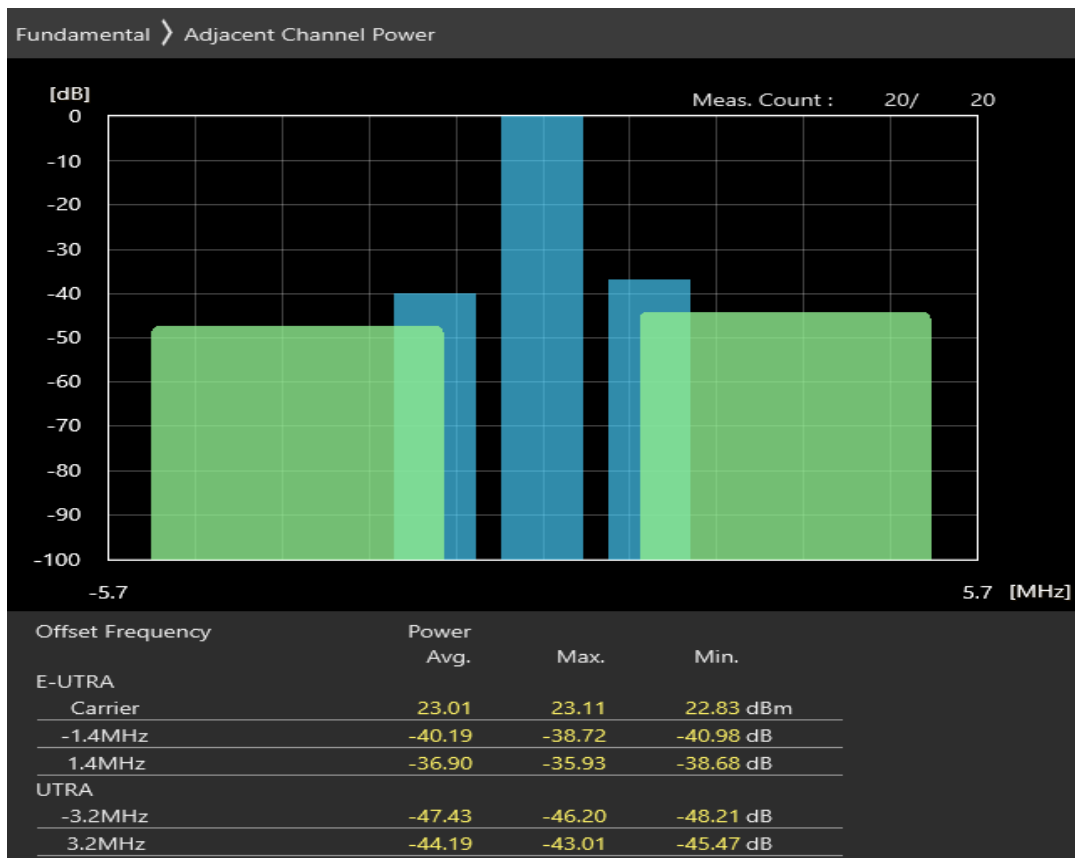 Fundamental 〉 Adjacent Channel Power
[dB]
Meas. Count : 20/ 20
0
-10
-20
-30
-40
-50
-60
-70
-80
-90
-100
-5.7 5.7 [MHz]
Offset Frequency Power
Avg. Max. Min.
E-UTRA
Carrier 23.01 23.11 22.83 dBm
-1.4MHz -40.19 -38.72 -40.98 dB
1.4MHz -36.90 -35.93 -38.68 dB
UTRA
-3.2MHz -47.43 -46.20 -48.21 dB
3.2MHz -44.19 -43.01 -45.47 dB